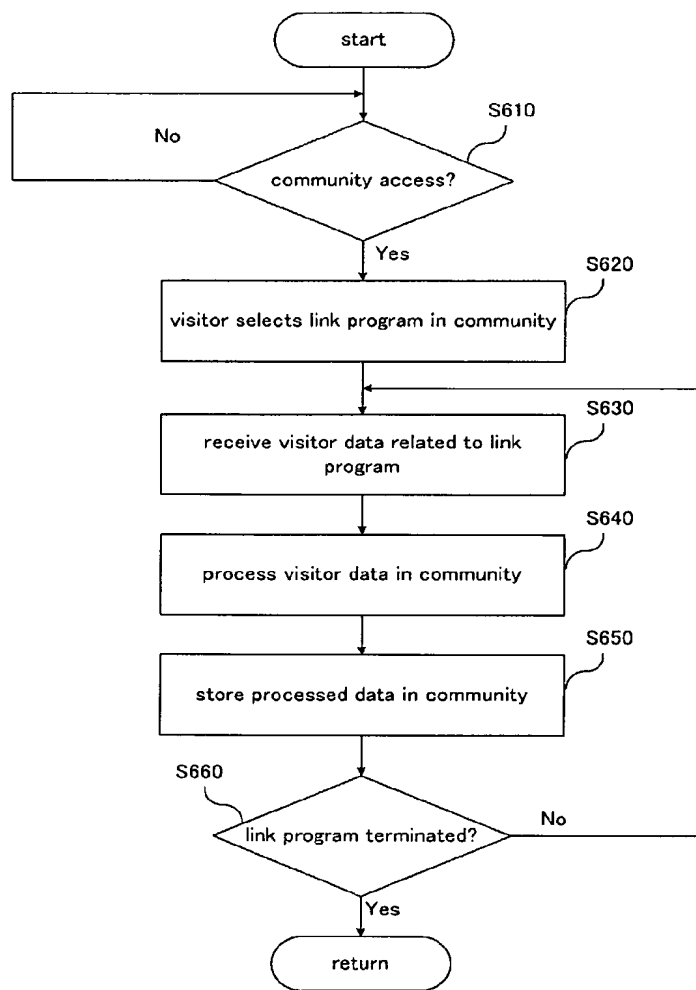 start
S610
No
community access?
Yes
S620
visitor selects link program in community
S630
receive visitor data related to link
program
S640
process visitor data in community
S650
store processed data in community
S660
link program terminated?
No
Yes
return